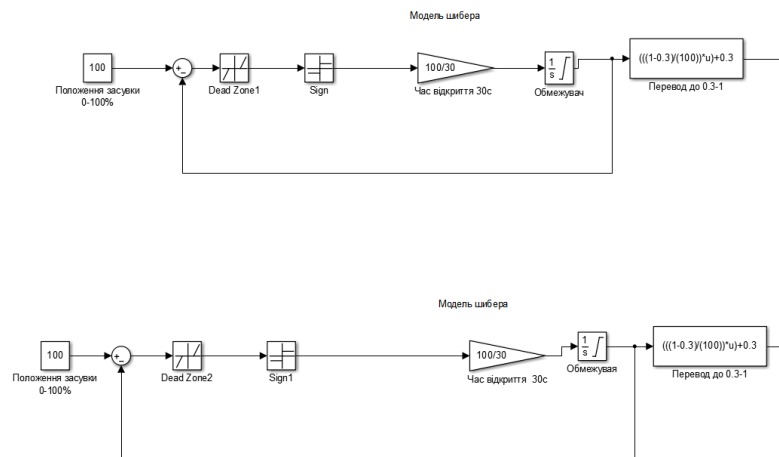 Модель шибера
100
+
−
100/30
1
s
(((1-0.3)/(100))*u)+0.3
Положення засувки
0-100%
Dead Zone1
Sign
Час відкриття 30с
Обмежувач
Перевод до 0.3-1
Модель шибера
100
+
−
100/30
1
s
(((1-0.3)/(100))*u)+0.3
Положення засувки
0-100%
Dead Zone2
Sign1
Час відкриття 30с
Обмежувая
Перевод до 0.3-1